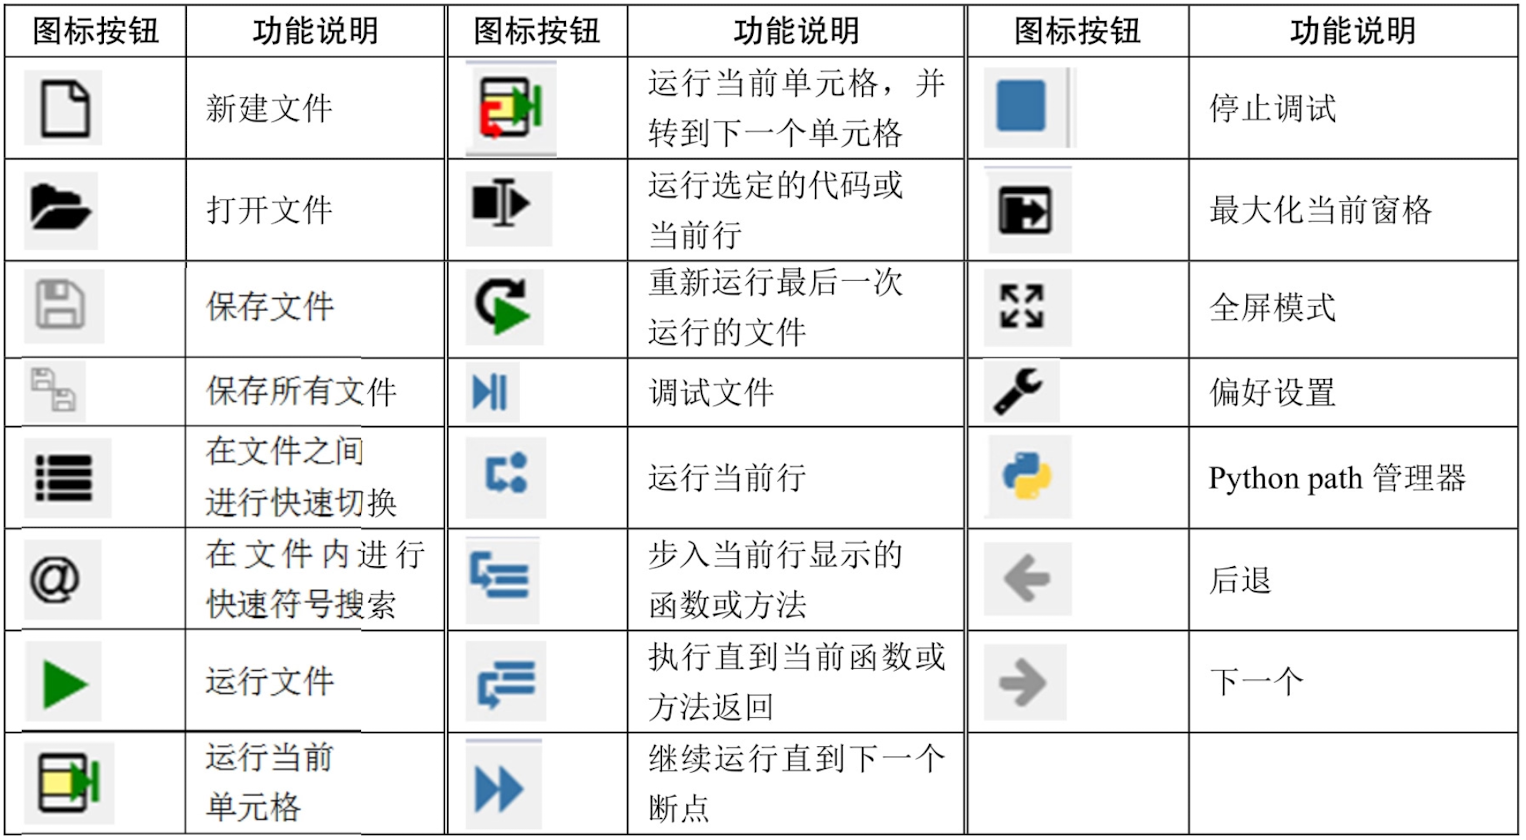 图标按钮 功能说明 图标按钮 功能说明 图标按钮 功能说明
新建文件
运行当前单元格，并
转到下一个单元格
停止调试
打开文件
运行选定的代码或
当前行
最大化当前窗格
保存文件
重新运行最后一次
运行的文件
全屏模式
保存所有文件
调试文件
偏好设置
在文件之间
进行快速切换
运行当前行
Python path 管理器
@
在文件内进行
快速符号搜索
步入当前行显示的
函数或方法
后退
运行文件
执行直到当前函数或
方法返回
下一个
运行当前
单元格
继续运行直到下一个
断点